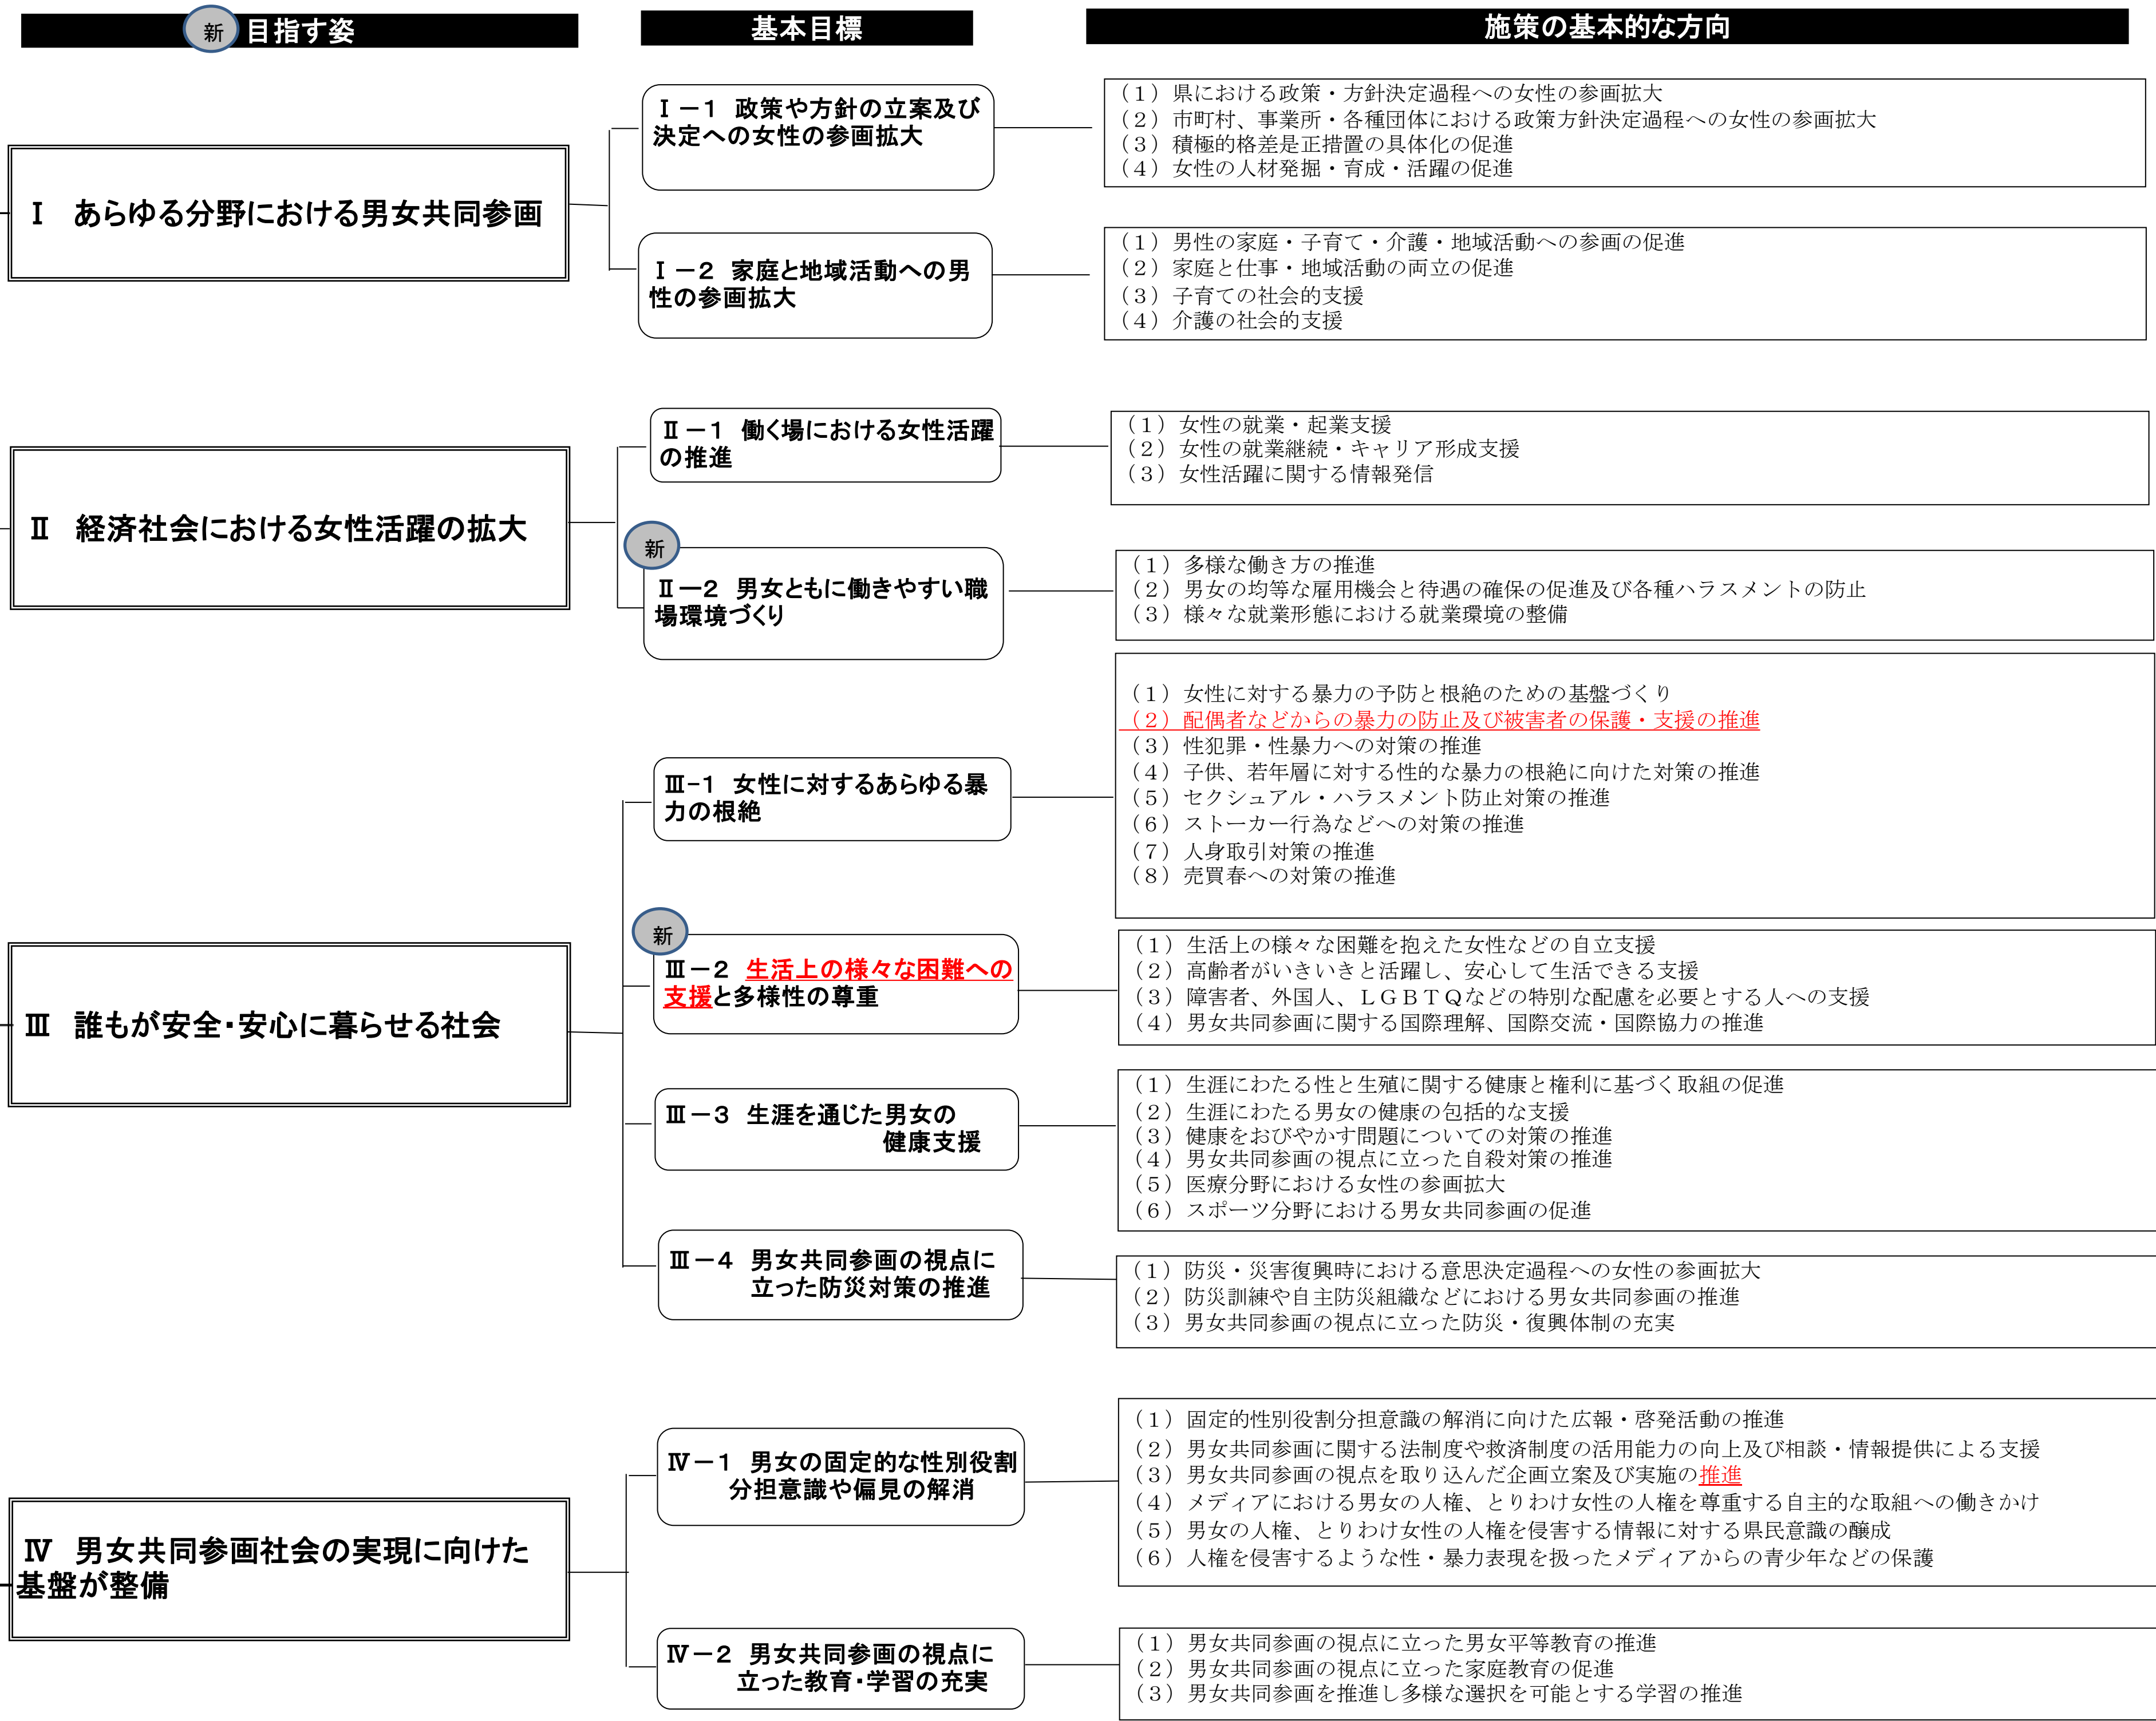 新 目指す姿
基本目標
施策の基本的な方向
Ⅰ　あらゆる分野における男女共同参画
Ⅰ－１ 政策や方針の立案及び
決定への女性の参画拡大
（１）県における政策・方針決定過程への女性の参画拡大
（２）市町村、事業所・各種団体における政策方針決定過程への女性の参画拡大
（３）積極的格差是正措置の具体化の促進
（４）女性の人材発掘・育成・活躍の促進
Ⅰ－２ 家庭と地域活動への男
性の参画拡大
（１）男性の家庭・子育て・介護・地域活動への参画の促進
（２）家庭と仕事・地域活動の両立の促進
（３）子育ての社会的支援
（４）介護の社会的支援
Ⅱ　経済社会における女性活躍の拡大
Ⅱ－１ 働く場における女性活躍
の推進
（１）女性の就業・起業支援
（２）女性の就業継続・キャリア形成支援
（３）女性活躍に関する情報発信
新
Ⅱ―２ 男女ともに働きやすい職
場環境づくり
（１）多様な働き方の推進
（２）男女の均等な雇用機会と待遇の確保の促進及び各種ハラスメントの防止
（３）様々な就業形態における就業環境の整備
Ⅲ　誰もが安全・安心に暮らせる社会
Ⅲ-１ 女性に対するあらゆる暴
力の根絶
（１）女性に対する暴力の予防と根絶のための基盤づくり
（２）配偶者などからの暴力の防止及び被害者の保護・支援の推進
（３）性犯罪・性暴力への対策の推進
（４）子供、若年層に対する性的な暴力の根絶に向けた対策の推進
（５）セクシュアル・ハラスメント防止対策の推進
（６）ストーカー行為などへの対策の推進
（７）人身取引対策の推進
（８）売買春への対策の推進
新
Ⅲ－２ 生活上の様々な困難への
支援と多様性の尊重
（１）生活上の様々な困難を抱えた女性などの自立支援
（２）高齢者がいきいきと活躍し、安心して生活できる支援
（３）障害者、外国人、ＬＧＢＴＱなどの特別な配慮を必要とする人への支援
（４）男女共同参画に関する国際理解、国際交流・国際協力の推進
Ⅲ－３ 生涯を通じた男女の
健康支援
（１）生涯にわたる性と生殖に関する健康と権利に基づく取組の促進
（２）生涯にわたる男女の健康の包括的な支援
（３）健康をおびやかす問題についての対策の推進
（４）男女共同参画の視点に立った自殺対策の推進
（５）医療分野における女性の参画拡大
（６）スポーツ分野における男女共同参画の促進
Ⅲ－４ 男女共同参画の視点に
立った防災対策の推進
（１）防災・災害復興時における意思決定過程への女性の参画拡大
（２）防災訓練や自主防災組織などにおける男女共同参画の推進
（３）男女共同参画の視点に立った防災・復興体制の充実
Ⅳ　男女共同参画社会の実現に向けた
基盤が整備
Ⅳ－１ 男女の固定的な性別役割
分担意識や偏見の解消
（１）固定的性別役割分担意識の解消に向けた広報・啓発活動の推進
（２）男女共同参画に関する法制度や救済制度の活用能力の向上及び相談・情報提供による支援
（３）男女共同参画の視点を取り込んだ企画立案及び実施の推進
（４）メディアにおける男女の人権、とりわけ女性の人権を尊重する自主的な取組への働きかけ
（５）男女の人権、とりわけ女性の人権を侵害する情報に対する県民意識の醸成
（６）人権を侵害するような性・暴力表現を扱ったメディアからの青少年などの保護
Ⅳ－２ 男女共同参画の視点に
立った教育・学習の充実
（１）男女共同参画の視点に立った男女平等教育の推進
（２）男女共同参画の視点に立った家庭教育の促進
（３）男女共同参画を推進し多様な選択を可能とする学習の推進